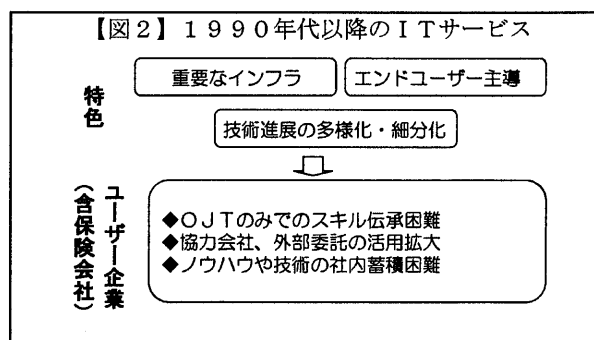 【図2】1990年代以降のITサービス
特色
重要なインフラ
エンドユーザー主導
技術進展の多様化・細分化
ユーザー企業
(含保険会社)
◆OJTのみでのスキル伝承困難
◆協力会社、外部委託の活用拡大
◆ノウハウや技術の社内蓄積困難